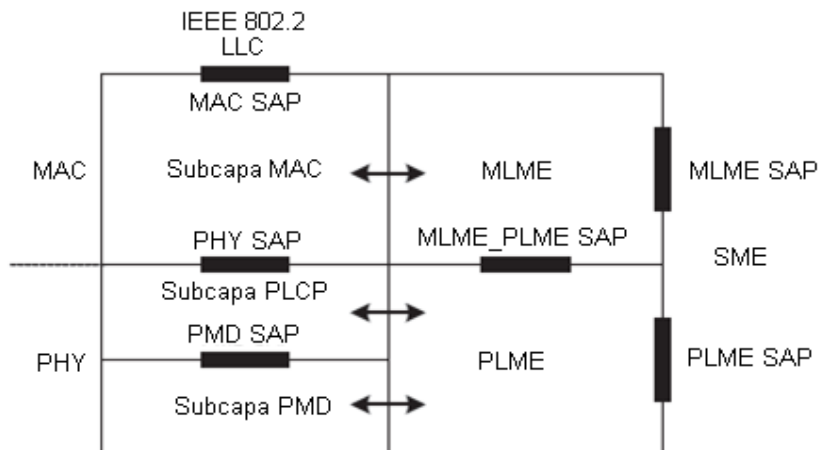 IEEE 802.2
LLC
MAC SAP
MAC
Subcapa MAC
MLME
MLME SAP
PHY SAP
MLME_PLME SAP
SME
Subcapa PLCP
PMD SAP
PHY
PLME
PLME SAP
Subcapa PMD